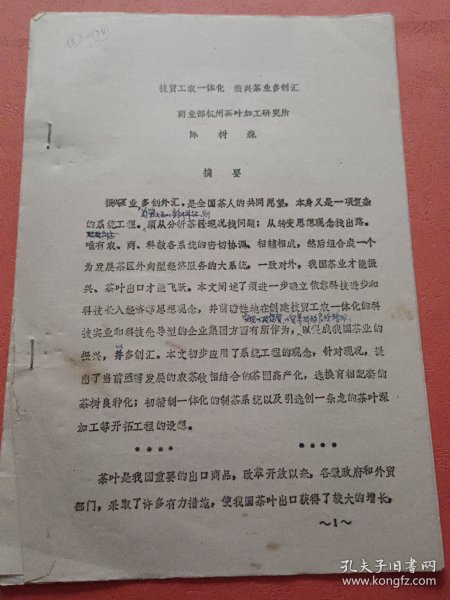 技贸工农一体化 振兴茶业多创汇
商业部杭州茶叶加工研究所
陈树森
摘要
振兴茶业多创外汇，是全国茶人的共同愿望。本身又是一项复杂
的系统工程。须从分析茶区现况找问题；从转变思想观念找出路。
唯有农、商、科教各系统的密切协调、相辅相成，然后组合成一个
为发展茶区外向型经济服务的大系统，一致对外，我国茶业才能振
兴、茶叶出口才能飞跃。本文阐述了须进一步确立依靠科技进步和
科技长入经济等思想观念，并前瞻性地在创建技贸工农一体化的科
技实业和科技先导型的企业集团方面有所作为，以促成我国茶业的
振兴，并多创汇。本文初步应用了系统工程的观念，针对现况，提
出了当前亟需发展的农茶牧相结合的茶园高产化，选换育相配套的
茶树良种化；初精制一体化的制茶系统以及引进创一条龙的茶叶深
加工等开拓工程的设想。
**** ****
茶叶是我国重要的出口商品，改革开放以来，各级政府和外贸
部门，采取了许多有力措施，使我国茶叶出口获得了较大的增长，
～1～
孔夫子旧书网
www.kongfz.com